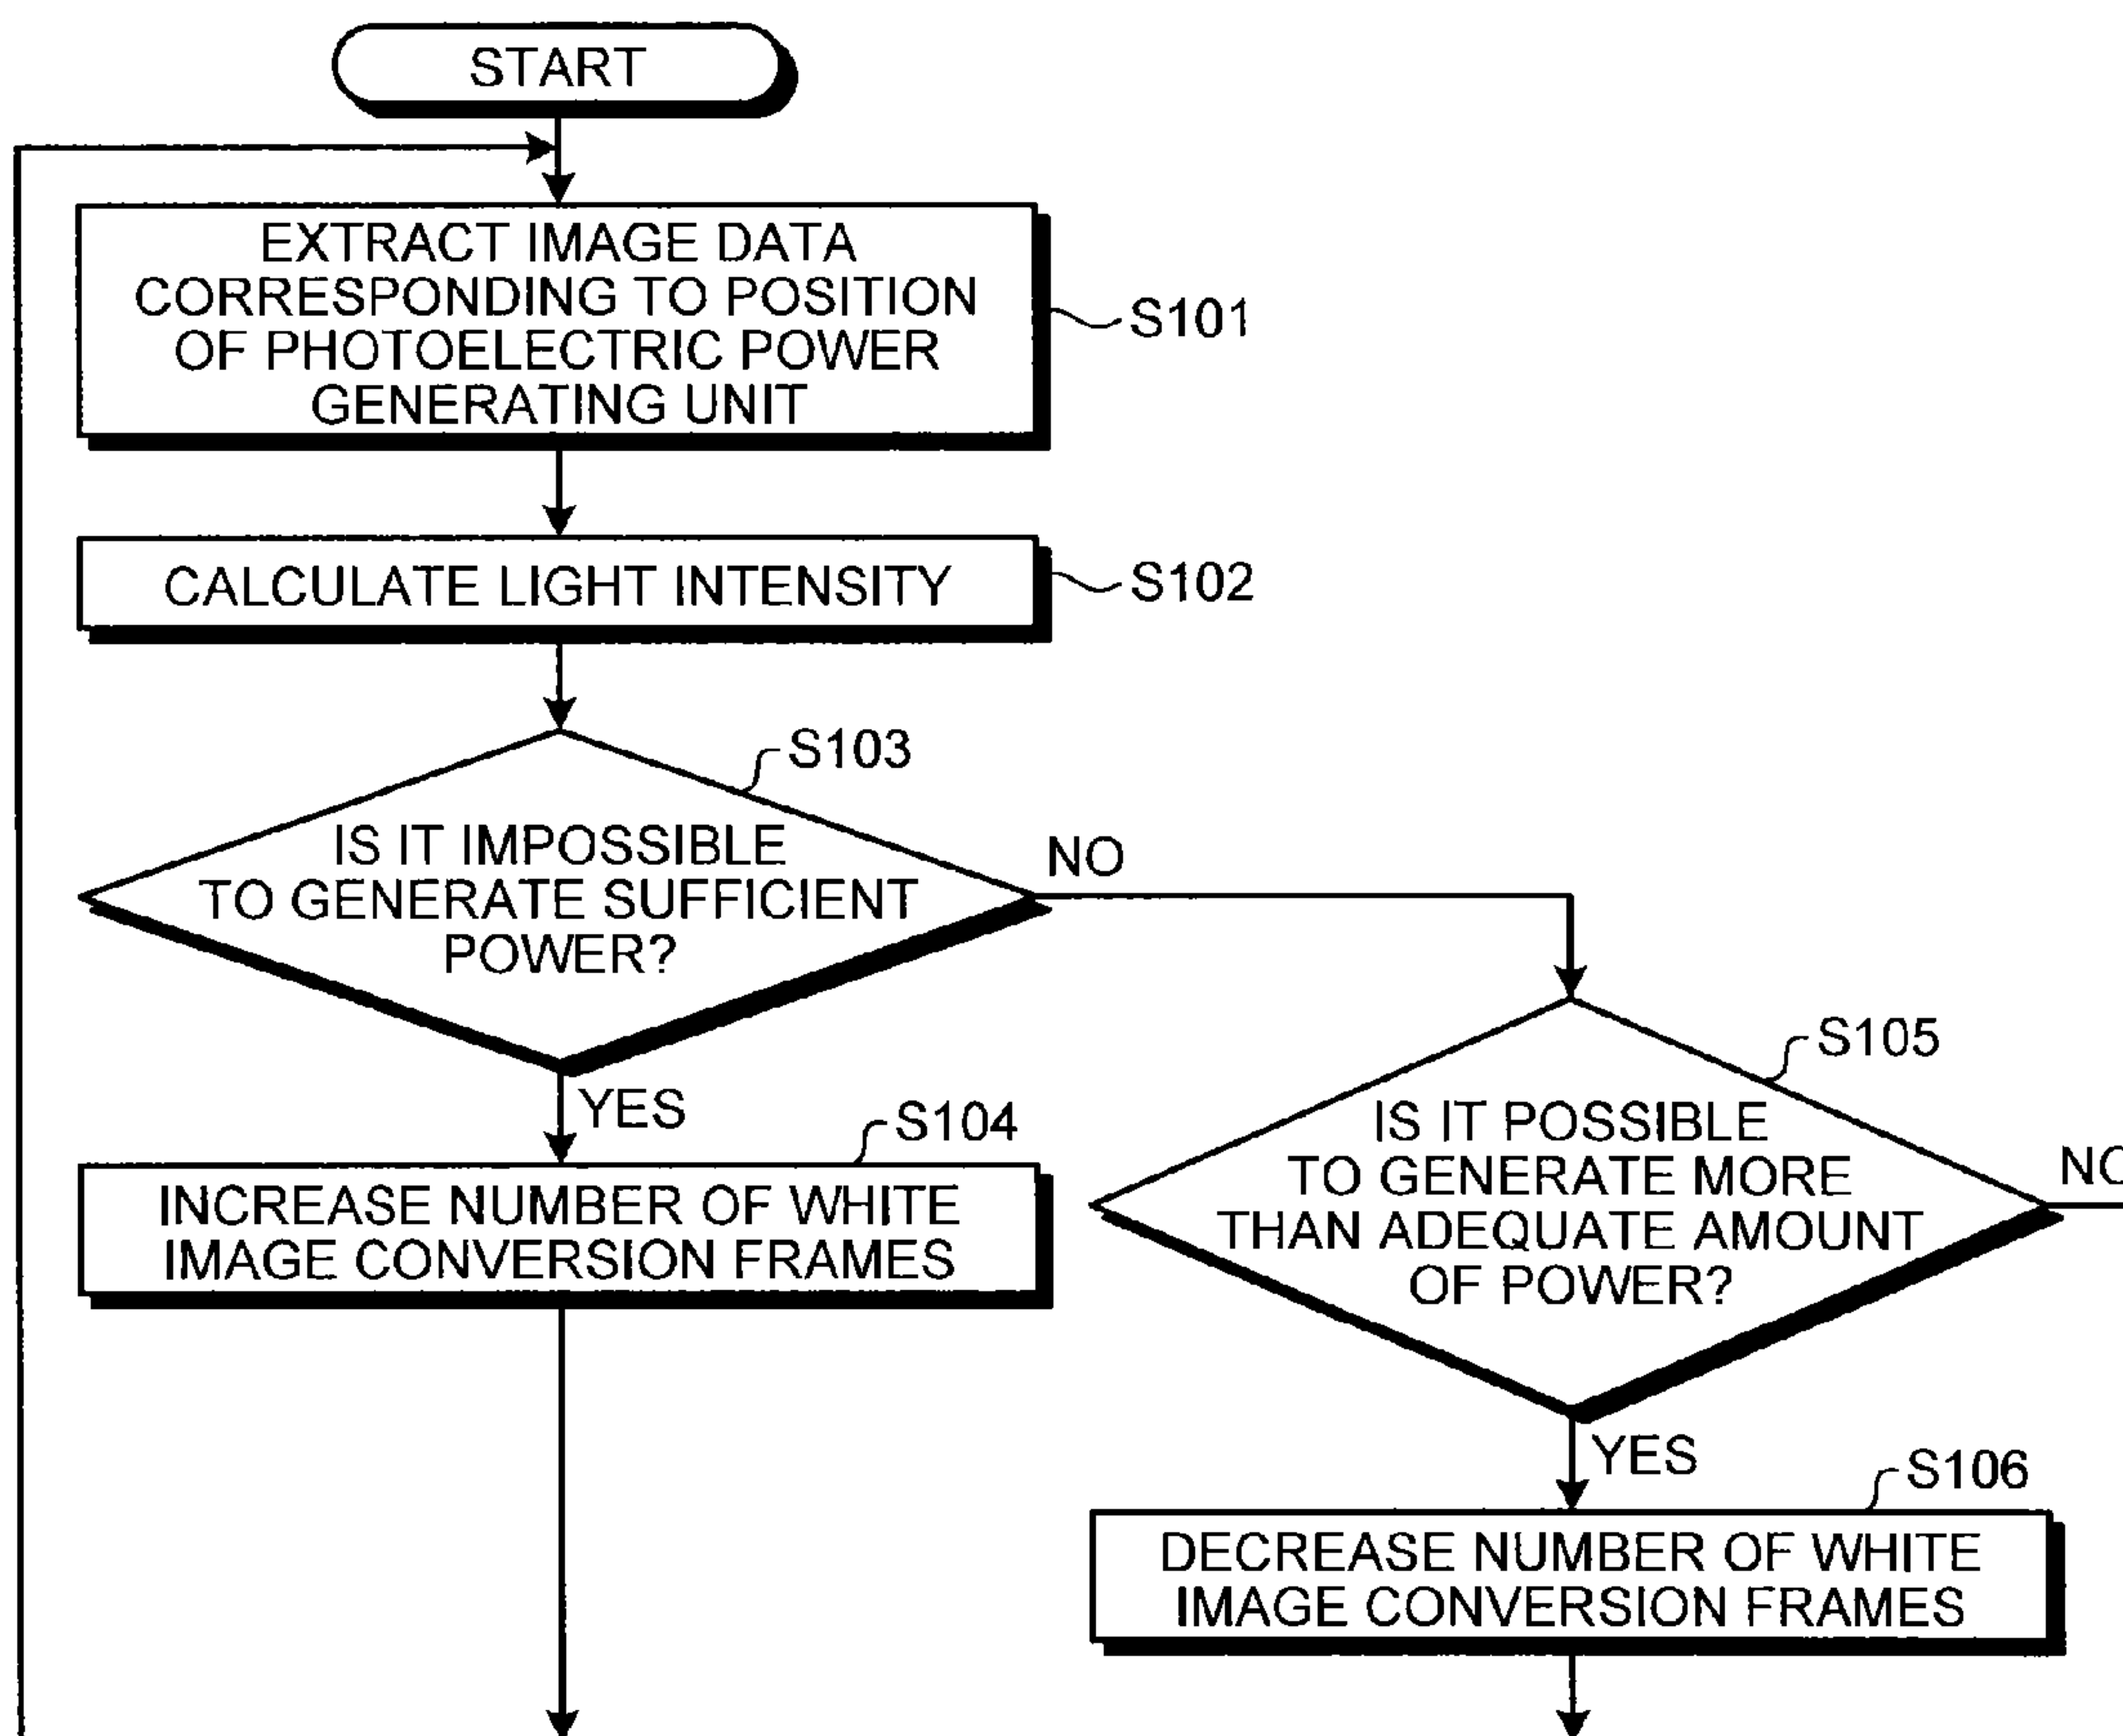 START
EXTRACT IMAGE DATA
CORRESPONDING TO POSITION
OF PHOTOELECTRIC POWER
GENERATING UNIT
S101
CALCULATE LIGHT INTENSITY
S102
S103
IS IT IMPOSSIBLE
TO GENERATE SUFFICIENT
POWER?
NO
YES
S104
INCREASE NUMBER OF WHITE
IMAGE CONVERSION FRAMES
S105
IS IT POSSIBLE
TO GENERATE MORE
THAN ADEQUATE AMOUNT
OF POWER?
NO
YES
S106
DECREASE NUMBER OF WHITE
IMAGE CONVERSION FRAMES